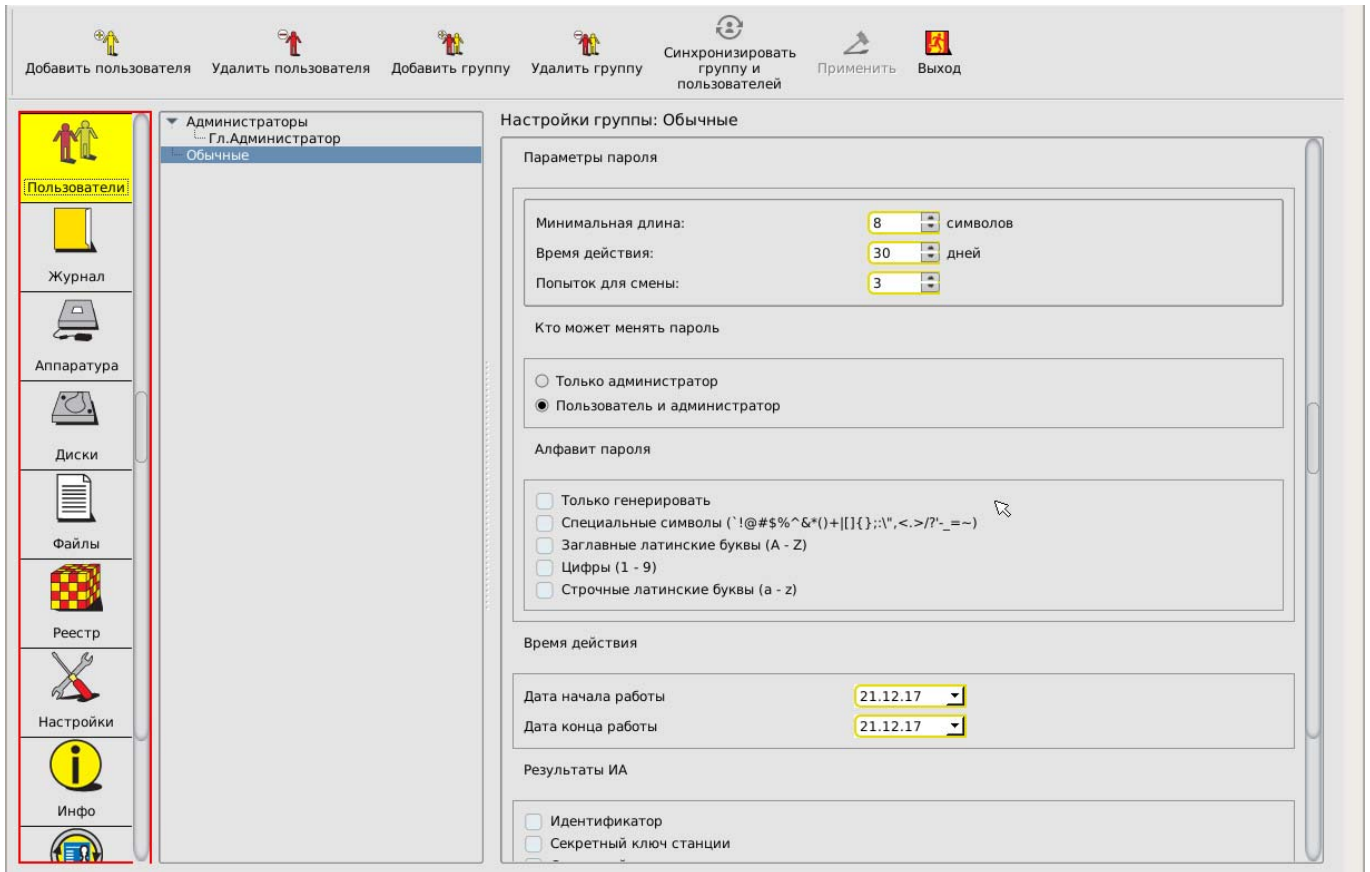 Добавить пользователя
Удалить пользователя
Добавить группу
Удалить группу
Синхронизировать
группу и
пользователей
Применить
Выход
Пользователи
Журнал
Аппаратура
Диски
Файлы
Реестр
Настройки
Инфо
Администраторы
Гл.Администратор
Обычные
Настройки группы: Обычные
Параметры пароля
Минимальная длина: 8 символов
Время действия: 30 дней
Попыток для смены: 3
Кто может менять пароль
Только администратор
Пользователь и администратор
Алфавит пароля
Только генерировать
Специальные символы (`!@#$%^&*()+|[]{};:\",<.>/?'-_=~)
Заглавные латинские буквы (A - Z)
Цифры (1 - 9)
Строчные латинские буквы (a - z)
Время действия
Дата начала работы 21.12.17
Дата конца работы 21.12.17
Результаты ИА
Идентификатор
Секретный ключ станции